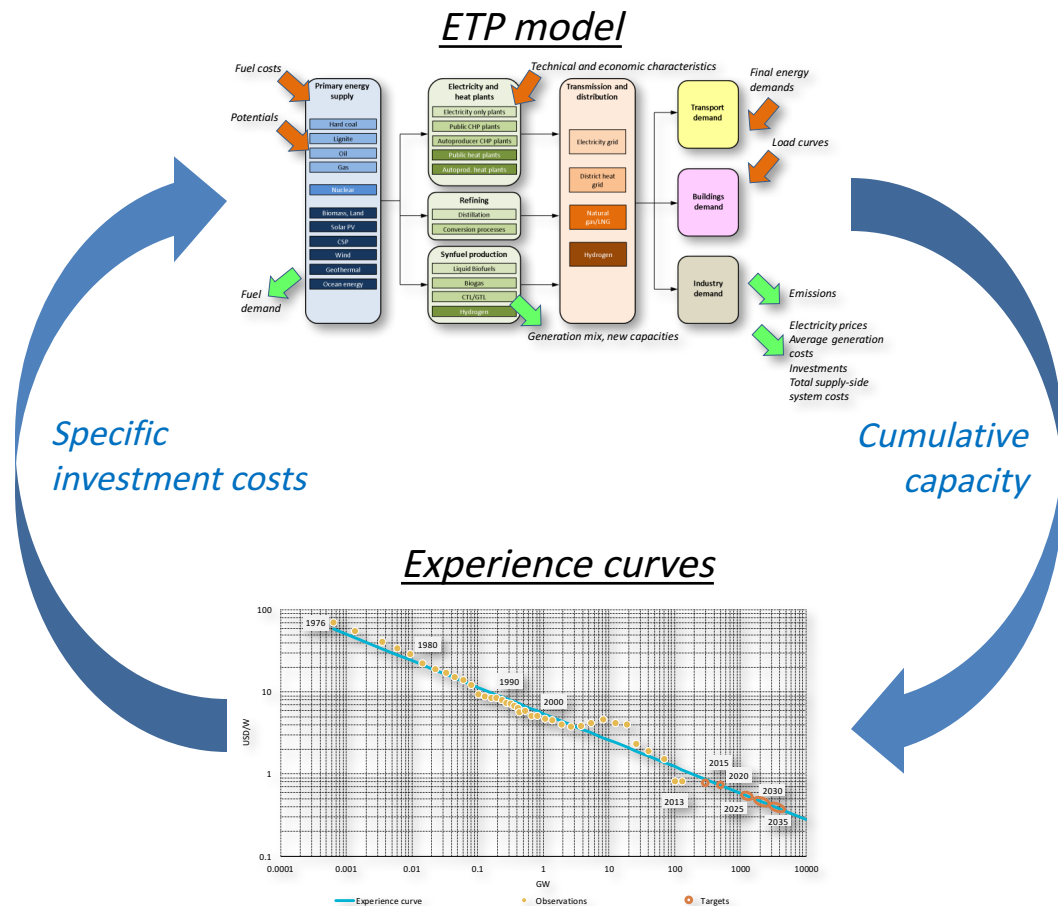 ETP model
Fuel costs
Potentials
Technical and economic characteristics
Final energy
demands
Load curves
Primary energy
supply
Hard coal
Lignite
Oil
Gas
Nuclear
Biomass, Land
Solar PV
CSP
Wind
Geothermal
Ocean energy
Electricity and
heat plants
Electricity only plants
Public CHP plants
Autoproducer CHP plants
Public heat plants
Autoprod. heat plants
Refining
Distillation
Conversion processes
Synfuel production
Liquid Biofuels
Biogas
CTL/GTL
Hydrogen
Transmission and
distribution
Electricity grid
District heat
grid
Natural
gas/LNG
Hydrogen
Transport
demand
Buildings
demand
Industry
demand
Fuel
demand
Generation mix, new capacities
Emissions
Electricity prices
Average generation
costs
Investments
Total supply-side
system costs
Specific
investment costs
Cumulative
capacity
Experience curves
USD/W
100
10
1
0.1
1976
1980
1990
2000
2013
2015
2020
2025
2030
2035
0.0001
0.001
0.01
0.1
1
10
100
1000
10000
GW
Experience curve
Observations
Targets